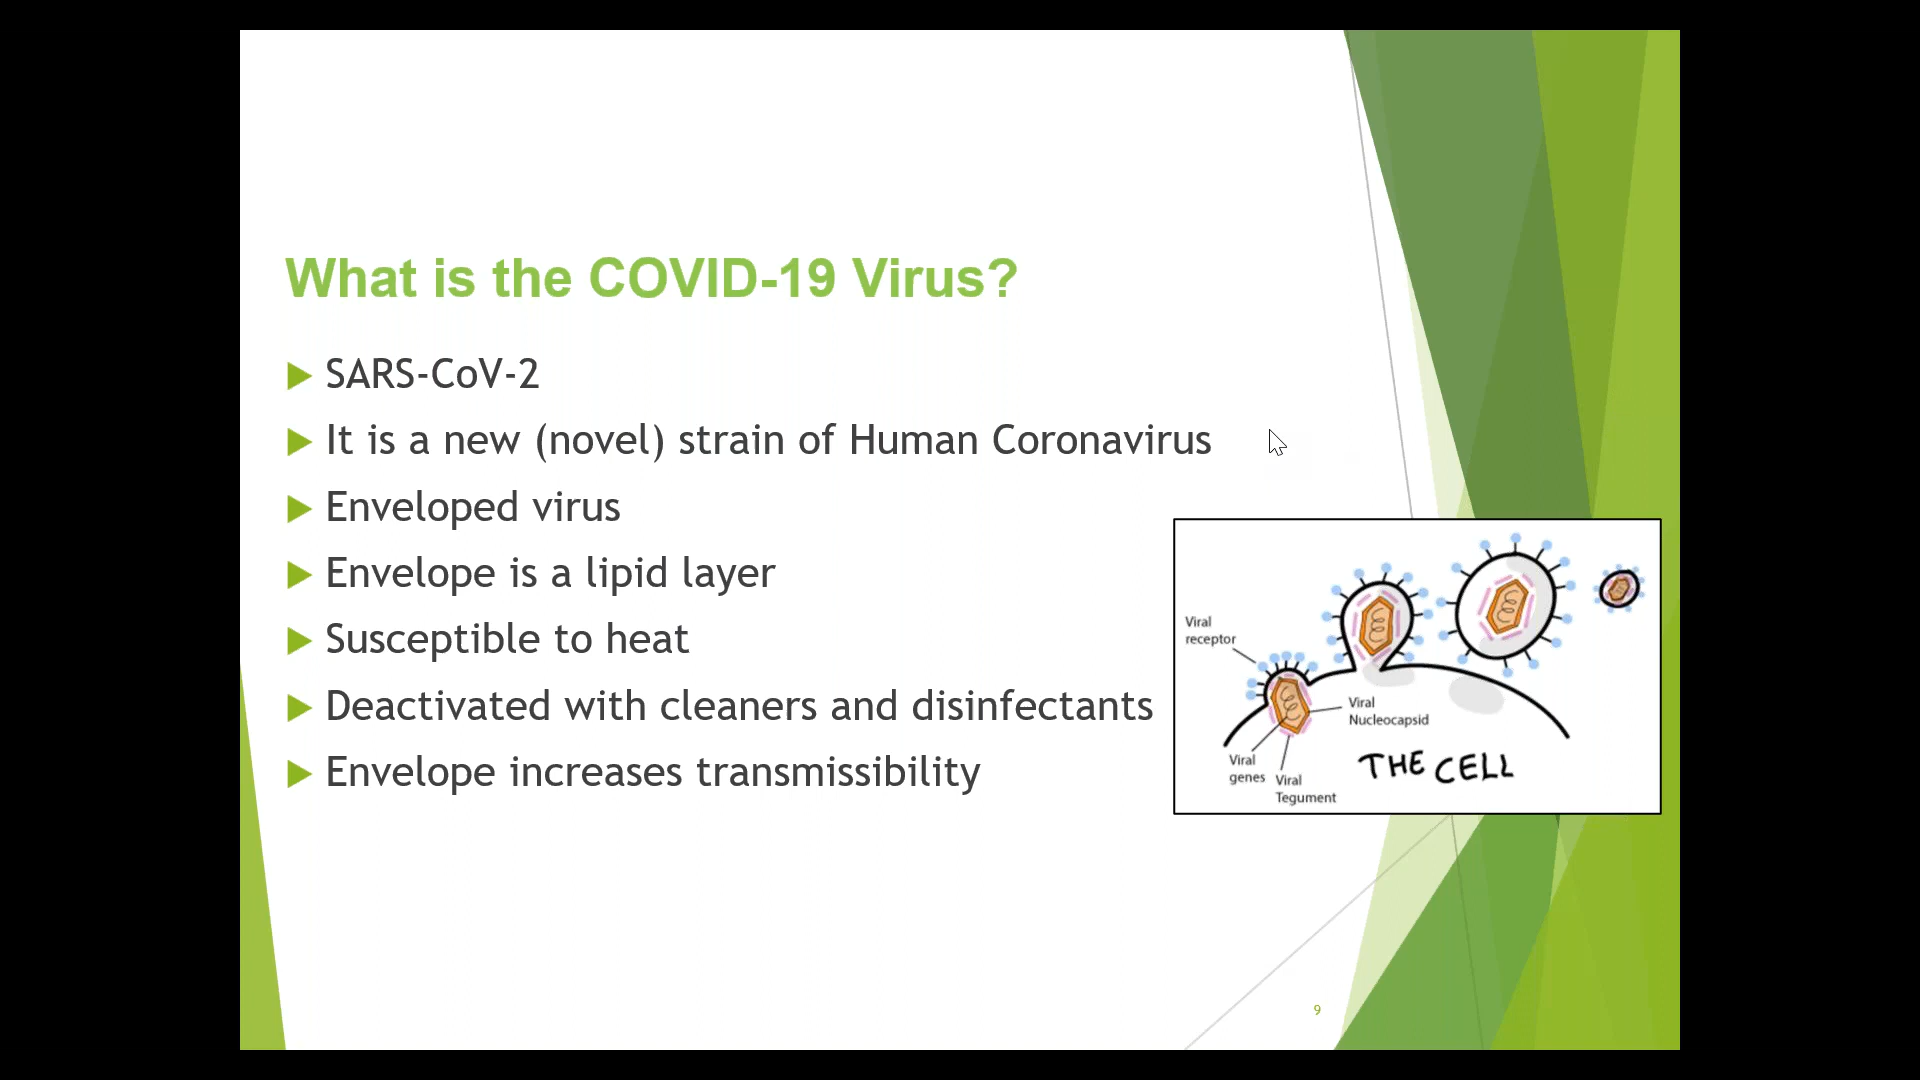 What is the COVID-19 Virus?
SARS-CoV-2
It is a new (novel) strain of Human Coronavirus
Enveloped virus
Envelope is a lipid layer
Susceptible to heat
Deactivated with cleaners and disinfectants
Envelope increases transmissibility
Viral
receptor
Viral
Nucleocapsid
Viral
genes
Viral
Tegument
THE CELL
9